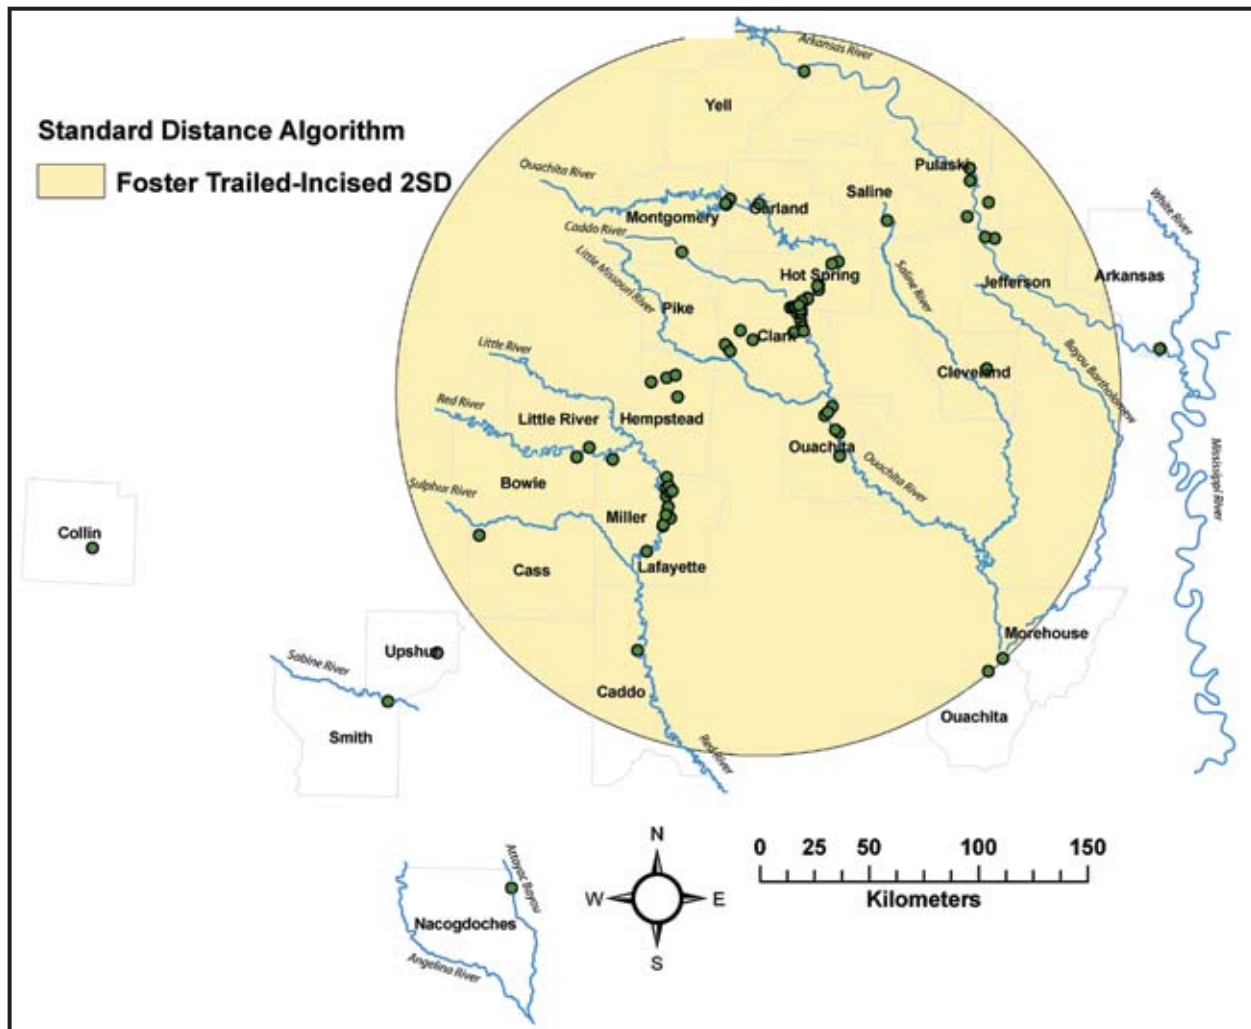 Arkansas River
Yell
Standard Distance Algorithm
Foster Trailed-Incised 2SD
Pulaski
Ouachita River
Saline
White River
Montgomery
Garland
Caddo River
Little Missouri River
Saline River
Hot Spring
Arkansas
Jefferson
Pike
Clark
Little River
Bayou Bartholomew
Cleveland
Red River
Little River
Hempstead
Ouachita
Mississippi River
Ouachita River
Sulphur River
Bowie
Miller
Collin
Cass
Lafayette
Morehouse
Upshur
Sabine River
Caddo
Ouachita
Smith
Red River
N
0 25 50 100 150
Attoyac Bayou
W E
Kilometers
Nacogdoches
S
Angelina River